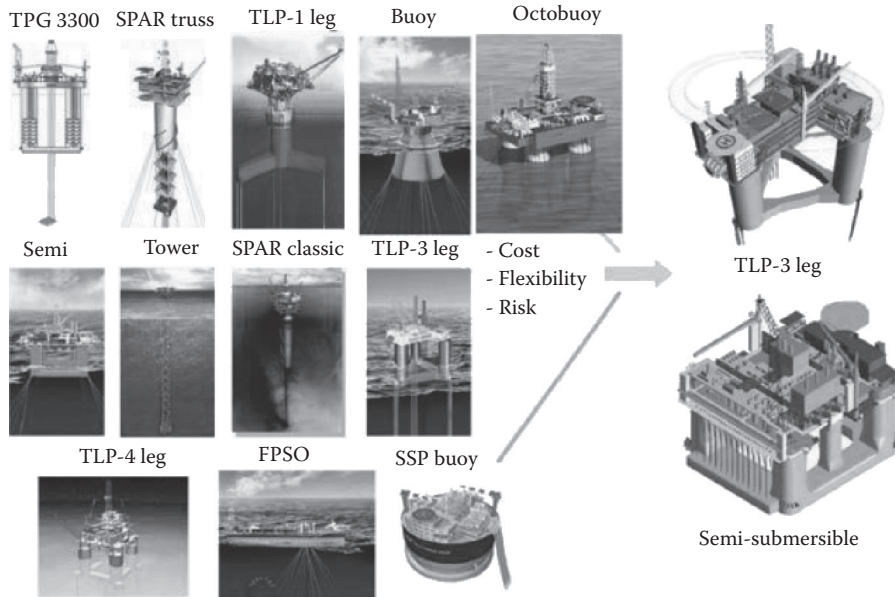 TPG 3300
SPAR truss
TLP-1 leg
Buoy
Octobuoy
Semi
Tower
SPAR classic
TLP-3 leg
- Cost
- Flexibility
- Risk
TLP-3 leg
TLP-4 leg
FPSO
SSP buoy
Semi-submersible